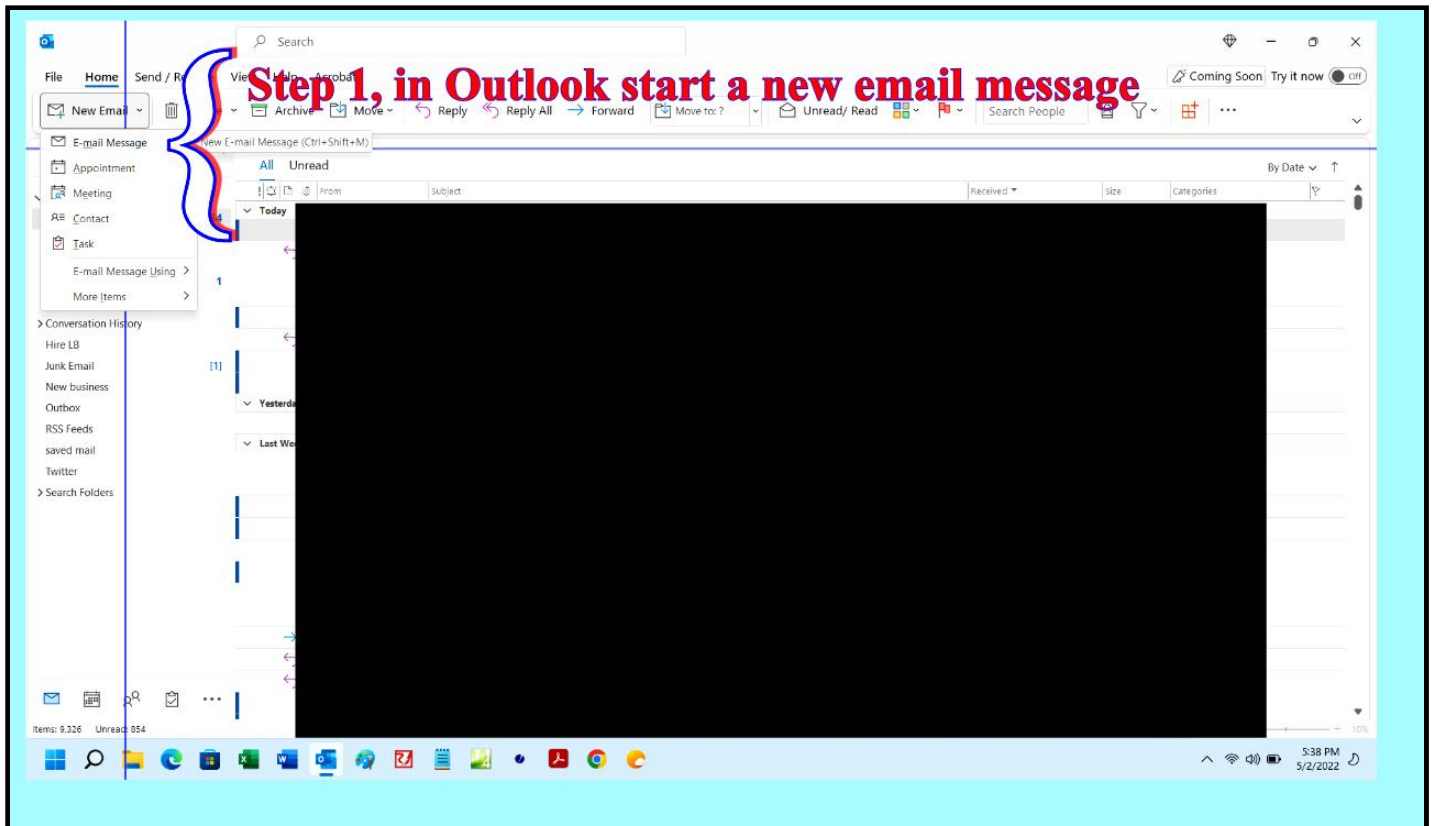 Search
File Home Send / Re View Help Acrobat
Step 1, in Outlook start a new email message
Coming Soon Try it now Off
New Email Archive Move Reply Reply All Forward Move to: ? Unread/ Read Search People
E-mail Message
New E-mail Message (Ctrl+Shift+M)
Appointment
All Unread
By Date
Meeting
! From Subject Received Size Categories
Contact
4
Today
Task
E-mail Message Using
1
More Items
Conversation History
Hire LB
Junk Email [1]
New business
Outbox
Yesterda
RSS Feeds
saved mail
Last We
Twitter
Search Folders
Items: 9,326 Unread: 854
10%
5:38 PM
5/2/2022